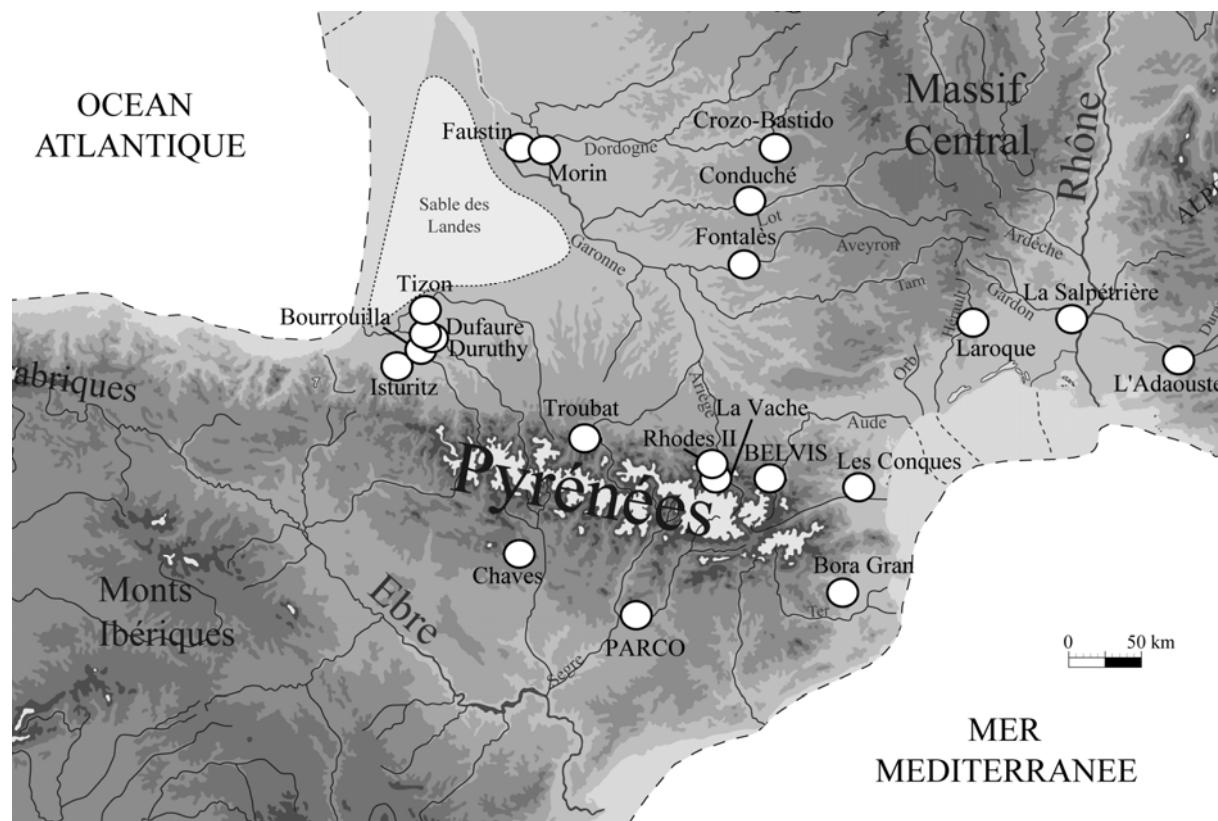 OCEAN
ATLANTIQUE
Massif
Central
Rhône
Faustin
Morin
Dordogne
Crozo-Bastido
Conduché
Lot
Sable des
Landes
Garonne
Fontalès
Aveyron
Tarn
Ardèche
Gardon
La Salpétrière
Hérault
Laroque
L'Adaouste
Orb
Tizon
Bourrouilla
Dufaure
Duruthy
Isturitz
abriques
Troubat
Ariège
La Vache
Rhodes II
BELVIS
Aude
Les Conques
Pyrénées
Chaves
Bora Gran
Ter
Monts
Ibériques
Ebre
PARCO
Segre
0 50 km
MER
MEDITERRANEE
ALP
Dura